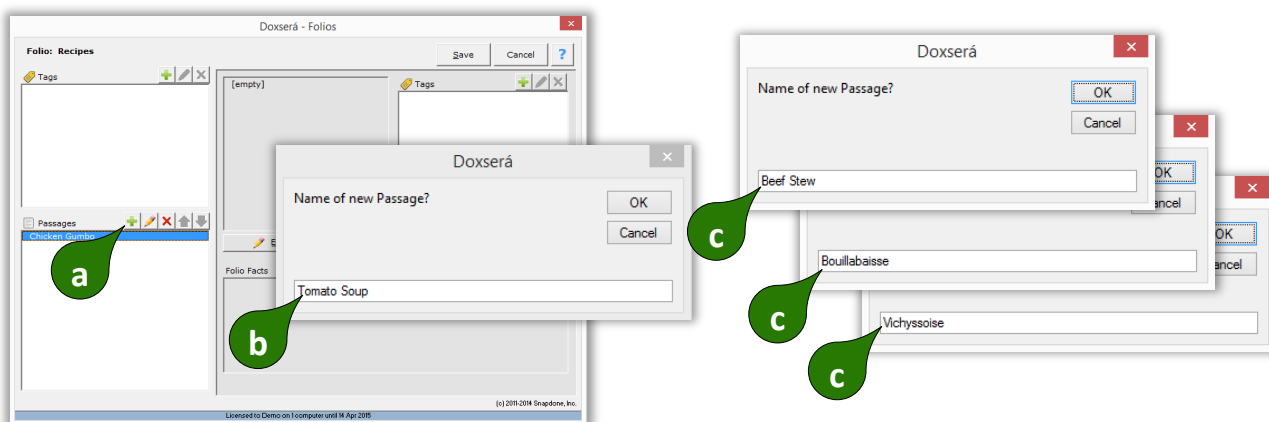 Doxserá - Folios
Folio: Recipes
Save
Cancel
?
Tags
[empty]
Tags
Passages
Chicken Gumbo
a
E
Folio Facts
Doxserá
Name of new Passage?
OK
Cancel
Tomato Soup
b
(c) 2011-2014 Snapdone, Inc.
Licensed to Demo on 1 computer until 14 Apr 2015
Doxserá
Name of new Passage?
OK
Cancel
Beef Stew
c
OK
ancel
Bouillabaisse
c
OK
ancel
Vichyssoise
c